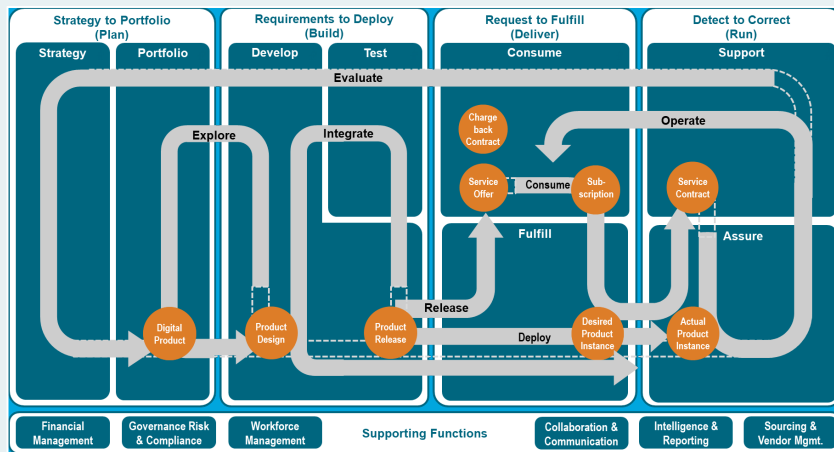 Strategy to Portfolio
(Plan)
Requirements to Deploy
(Build)
Request to Fulfill
(Deliver)
Detect to Correct
(Run)
Strategy
Portfolio
Develop
Test
Consume
Support
Evaluate
Explore
Integrate
Charge
back
Contract
Operate
Service
Offer
Consume
Sub-
scription
Service
Contract
Fulfill
Assure
Release
Digital
Product
Product
Design
Product
Release
Deploy
Desired
Product
Instance
Actual
Product
Instance
Financial
Management
Governance Risk
& Compliance
Workforce
Management
Supporting Functions
Collaboration &
Communication
Intelligence &
Reporting
Sourcing &
Vendor Mgmt.